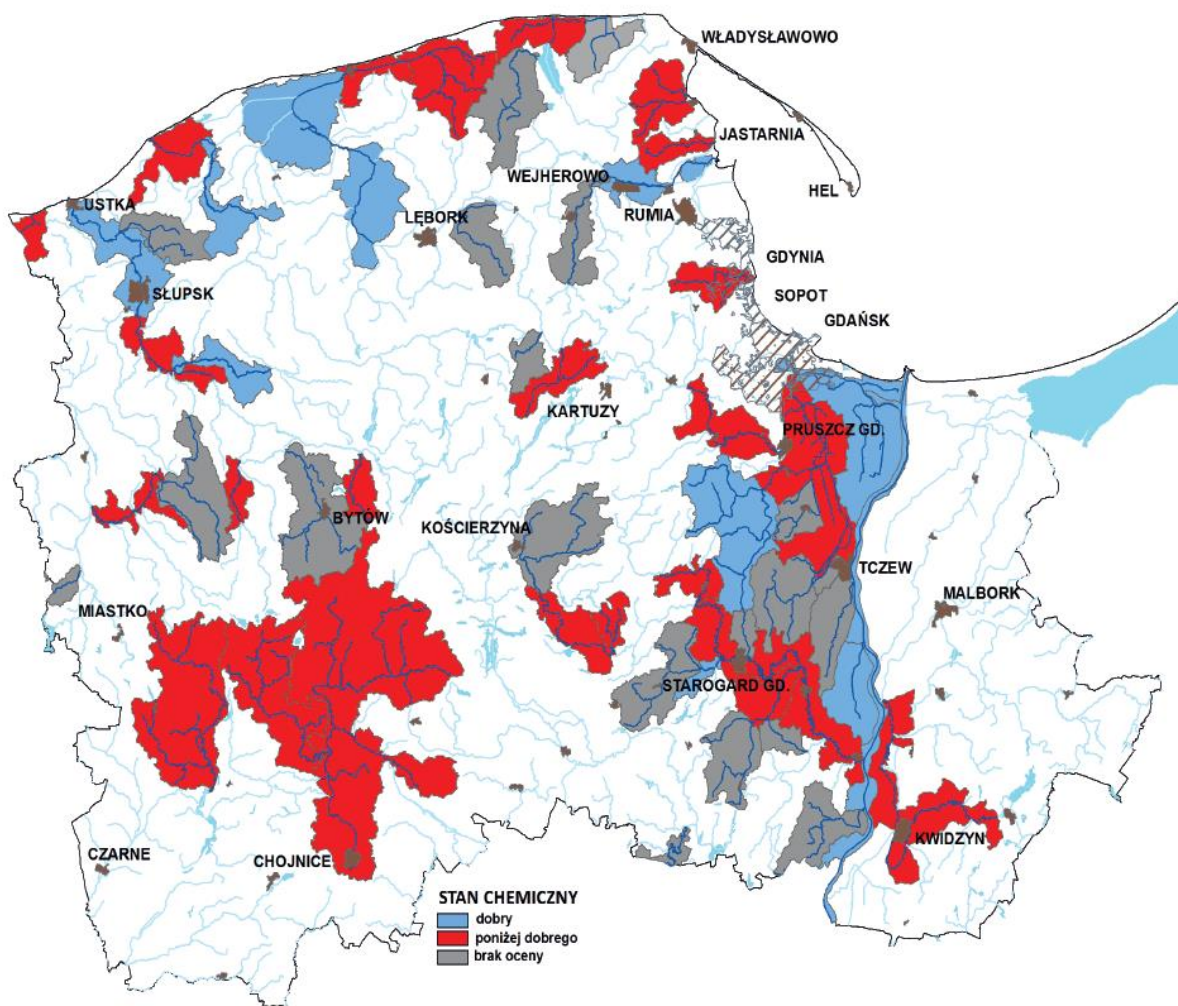 WŁADYSŁAWOWO
JASTARNIA
WEJHEROWO
HEL
USTKA
LĘBORK
RUMIA
GDYNIA
SŁUPSK
SOPOT
GDAŃSK
KARTUZY
PRUSZCZ GD.
BYTÓW
KOŚCIERZYNA
TCZEW
MIASTKO
MALBORK
STAROGARD GD.
KWIDZYN
CZARNE
CHOJNICE
STAN CHEMICZNY
dobry
poniżej dobrego
brak oceny